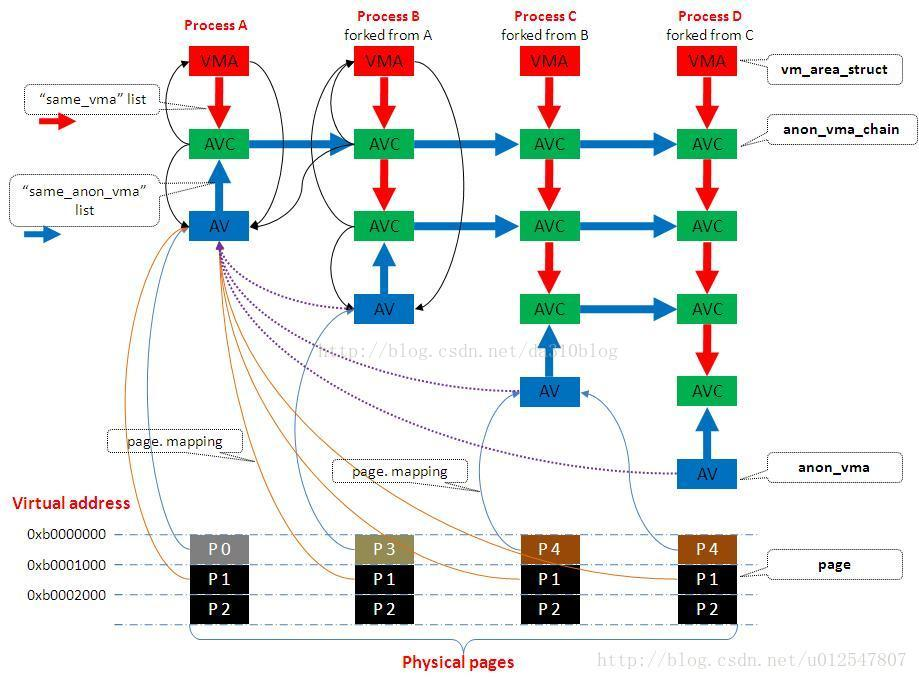 Process A
Process B
forked from A
Process C
forked from B
Process D
forked from C
VMA
VMA
VMA
VMA
vm_area_struct
"same_vma" list
AVC
AVC
AVC
AVC
anon_vma_chain
"same_anon_vma"
list
AV
AVC
AVC
AVC
AV
AVC
AVC
http://blog.csdn.net/da310blog
AV
AVC
page. mapping
page. mapping
AV
anon_vma
Virtual address
0xb0000000
P 0
P 3
P 4
P 4
0xb0001000
page
P 1
P 1
P 1
P 1
0xb0002000
P 2
P 2
P 2
P 2
Physical pages
http://blog.csdn.net/u012547807